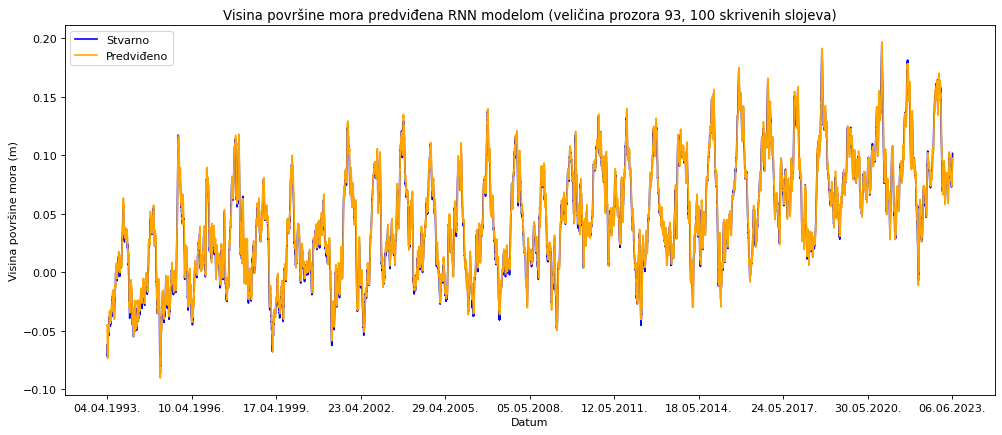 Visina površine mora predviđena RNN modelom (veličina prozora 93, 100 skrivenih slojeva)
Stvarno
Predviđeno
Visina površine mora (m)
0.20
0.15
0.10
0.05
0.00
−0.05
−0.10
04.04.1993. 10.04.1996. 17.04.1999. 23.04.2002. 29.04.2005. 05.05.2008. 12.05.2011. 18.05.2014. 24.05.2017. 30.05.2020. 06.06.2023.
Datum